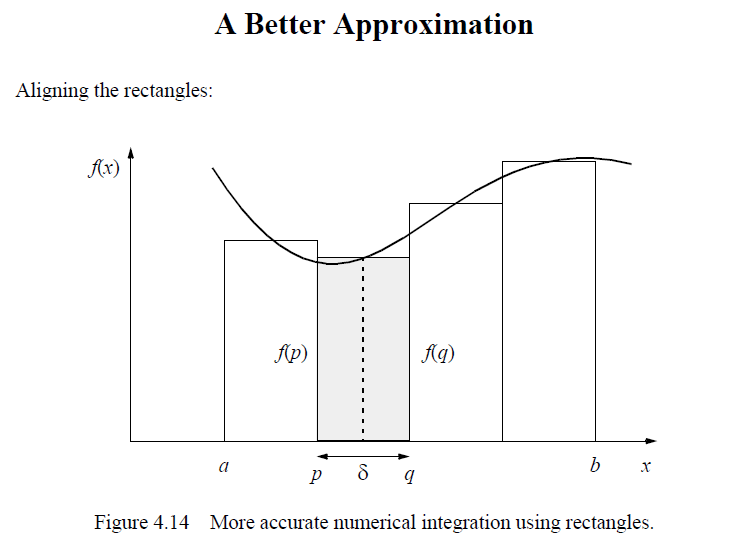 A Better Approximation
Aligning the rectangles:
f(x)
f(p) f(q)
a p δ q b x
Figure 4.14 More accurate numerical integration using rectangles.